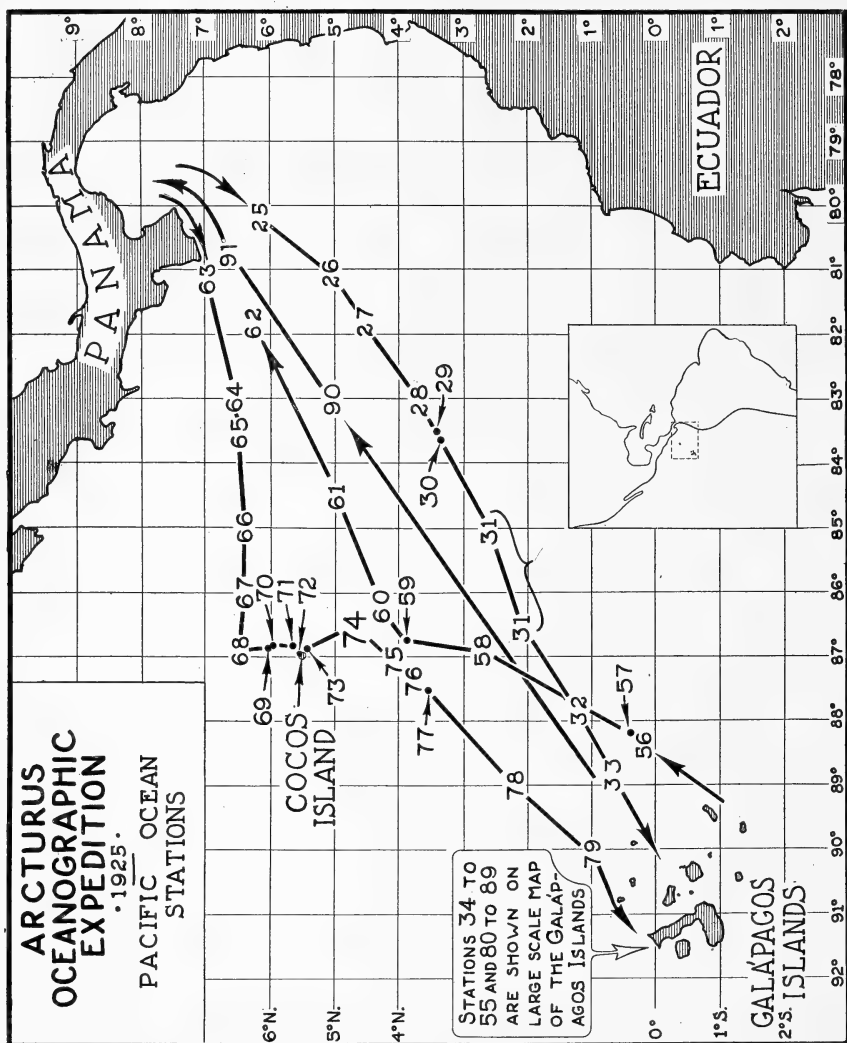 ARCTURUS
OCEANOGRAPHIC
EXPEDITION
·1925·
PACIFIC OCEAN
STATIONS
PANAMA
ECUADOR
COCOS
ISLAND
GALÁPAGOS
ISLANDS
STATIONS 34 TO
55 AND 80 TO 89
ARE SHOWN ON
LARGE SCALE MAP
OF THE GALÁP-
AGOS ISLANDS
9°
8°
7°
6°
5°
4°
3°
2°
1°
0°
1°
2°
78°
79°
80°
81°
82°
83°
84°
85°
86°
87°
88°
89°
90°
91°
92°
6°N.
5°N.
4°N.
0°
1°S.
2°S.
25
26
27
28
29
30
31
31
32
33
56
57
58
59
60
61
62
63
64
65
66
67
68
69
70
71
72
73
74
75
76
77
78
79
90
91